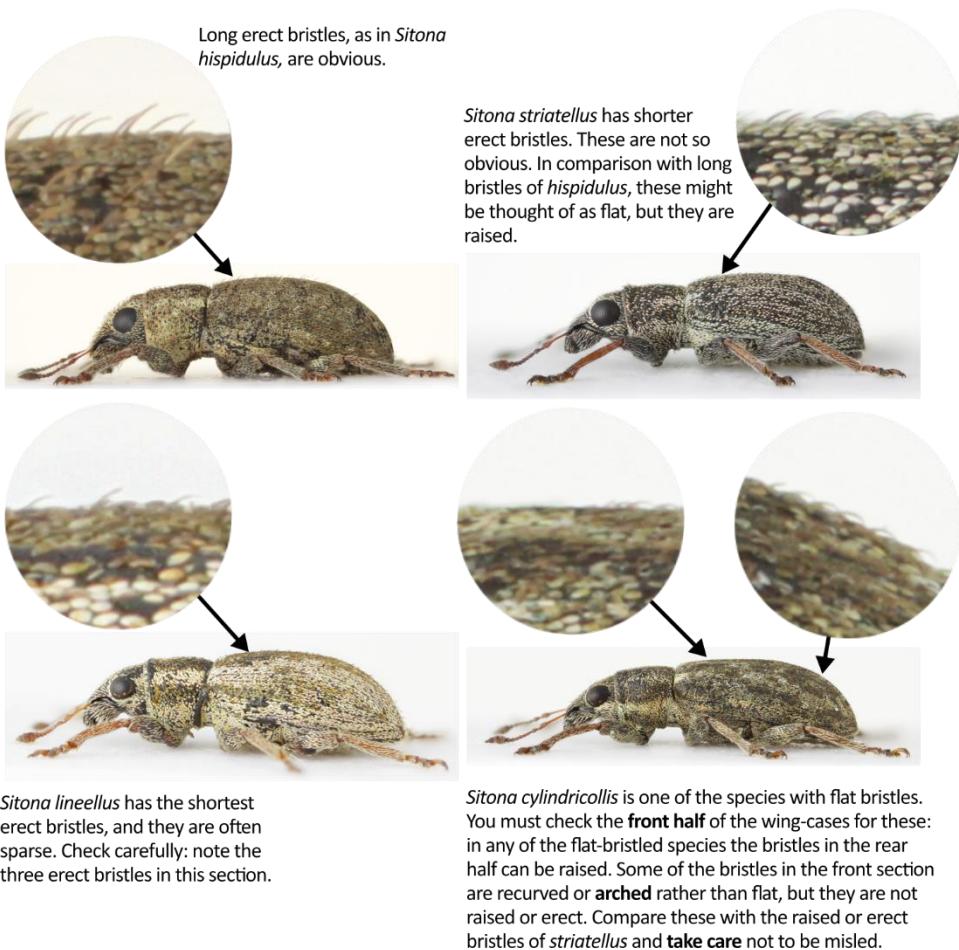 Long erect bristles, as in Sitona
hispidulus, are obvious.
Sitona striatellus has shorter
erect bristles. These are not so
obvious. In comparison with long
bristles of hispidulus, these might
be thought of as flat, but they are
raised.
Sitona lineellus has the shortest
erect bristles, and they are often
sparse. Check carefully: note the
three erect bristles in this section.
Sitona cylindricollis is one of the species with flat bristles.
You must check the front half of the wing-cases for these:
in any of the flat-bristled species the bristles in the rear
half can be raised. Some of the bristles in the front section
are recurved or arched rather than flat, but they are not
raised or erect. Compare these with the raised or erect
bristles of striatellus and take care not to be misled.